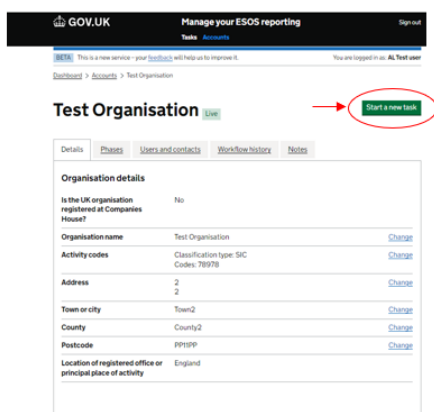 GOV.UK Manage your ESOS reporting Sign out
Tasks Accounts
BETA This is a new service - your feedback will help us to improve it. You are logged in as: AL Test user
Dashboard > Accounts > Test Organisation
Test Organisation Live Start a new task
Details Phases Users and contacts Workflow history Notes
Organisation details
Is the UK organisation No
registered at Companies
House?
Organisation name Test Organisation Change
Activity codes Classification type: SIC Change
Codes: 78978
Address 2 Change
2
Town or city Town2 Change
County County2 Change
Postcode PP11PP Change
Location of registered office or England
principal place of activity